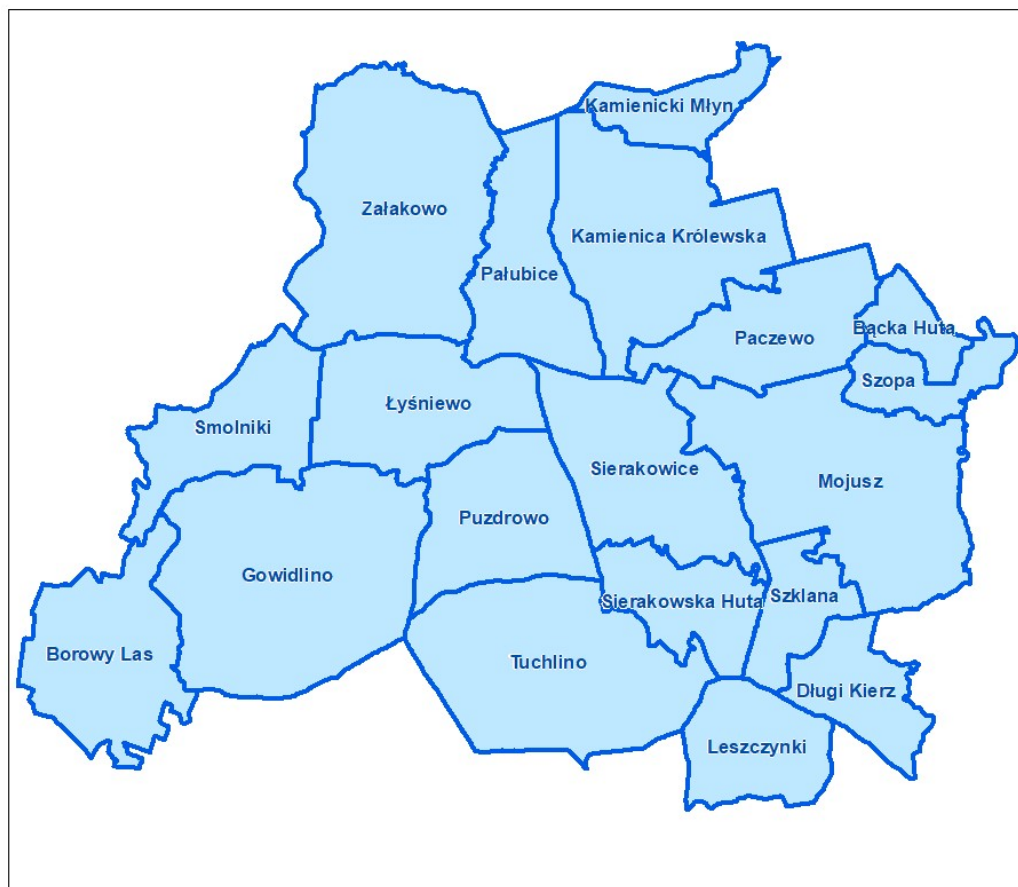 Kamienicki Młyn
Załakowo
Kamienica Królewska
Pałubice
Bącka Huta
Paczewo
Szopa
Łyśniewo
Smolniki
Sierakowice
Mojusz
Puzdrowo
Gowidlino
Szklana
Sierakowska Huta
Borowy Las
Tuchlino
Długi Kierz
Leszczynki